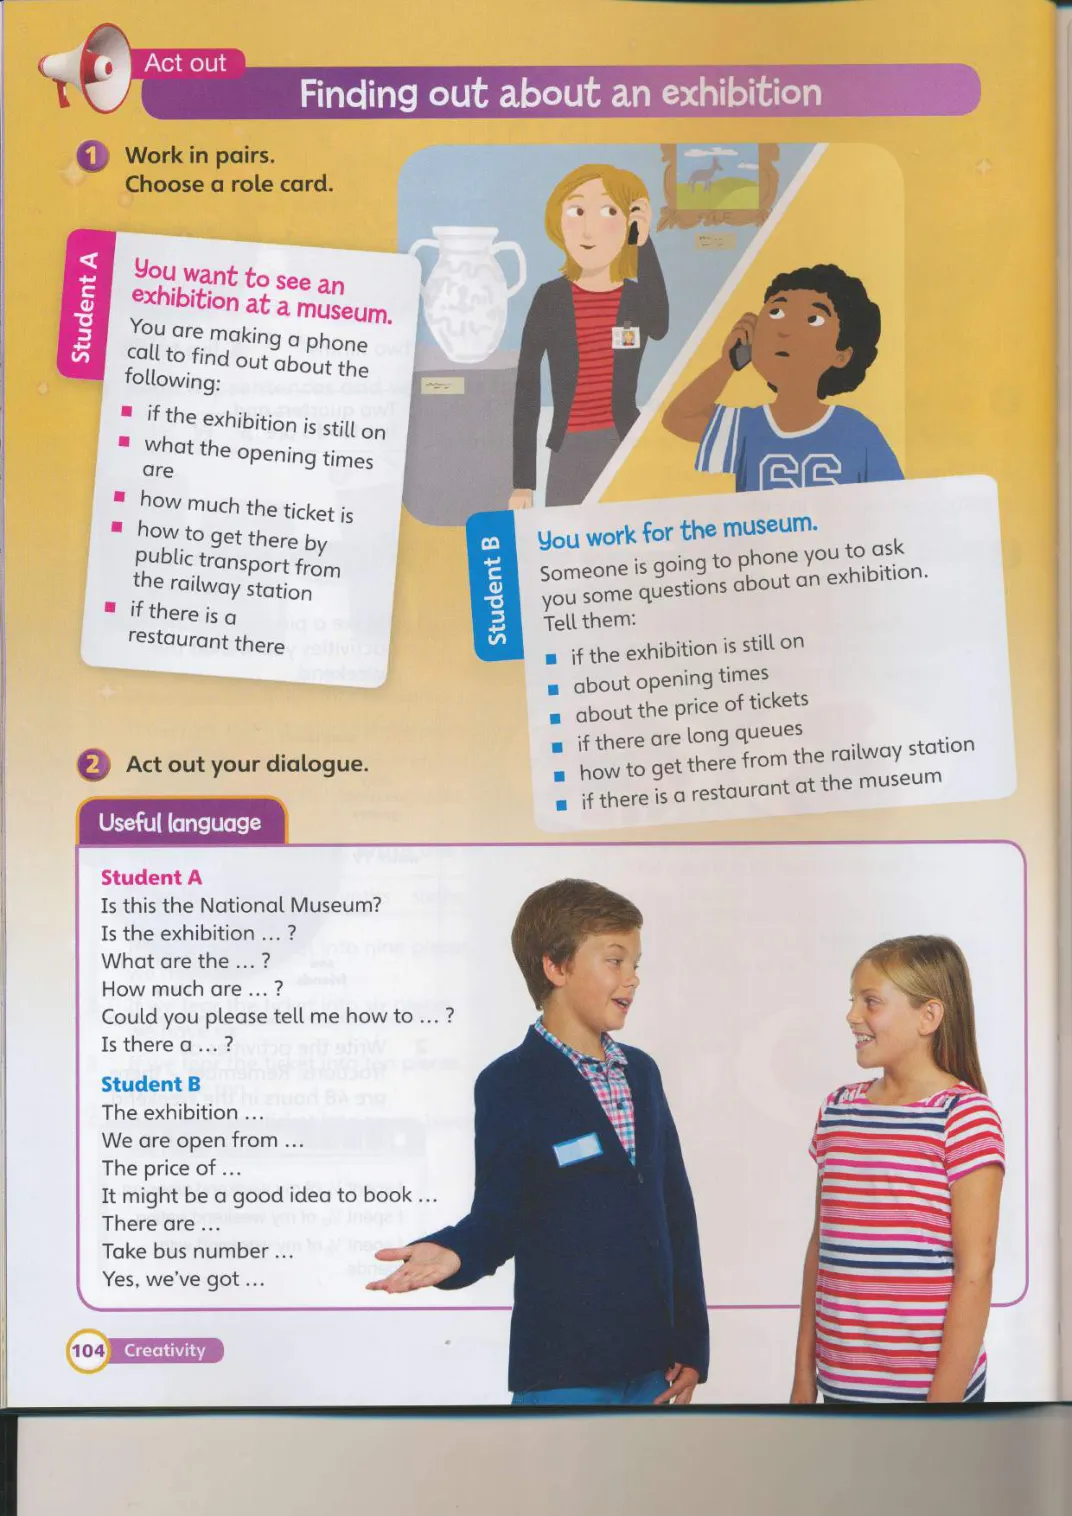 Act out
Finding out about an exhibition
1 Work in pairs.
Choose a role card.
Student A
You want to see an
exhibition at a museum.
You are making a phone
call to find out about the
following:
■ if the exhibition is still on
■ what the opening times
are
■ how much the ticket is
■ how to get there by
public transport from
the railway station
■ if there is a
restaurant there
66
Student B
You work for the museum.
Someone is going to phone you to ask
you some questions about an exhibition.
Tell them:
■ if the exhibition is still on
■ about opening times
■ about the price of tickets
■ if there are long queues
■ how to get there from the railway station
■ if there is a restaurant at the museum
2 Act out your dialogue.
Useful language
Student A
Is this the National Museum?
Is the exhibition ... ?
What are the ... ?
How much are ... ?
Could you please tell me how to ... ?
Is there a ... ?
Student B
The exhibition ...
We are open from ...
The price of ...
It might be a good idea to book ...
There are ...
Take bus number ...
Yes, we've got ...
104 Creativity